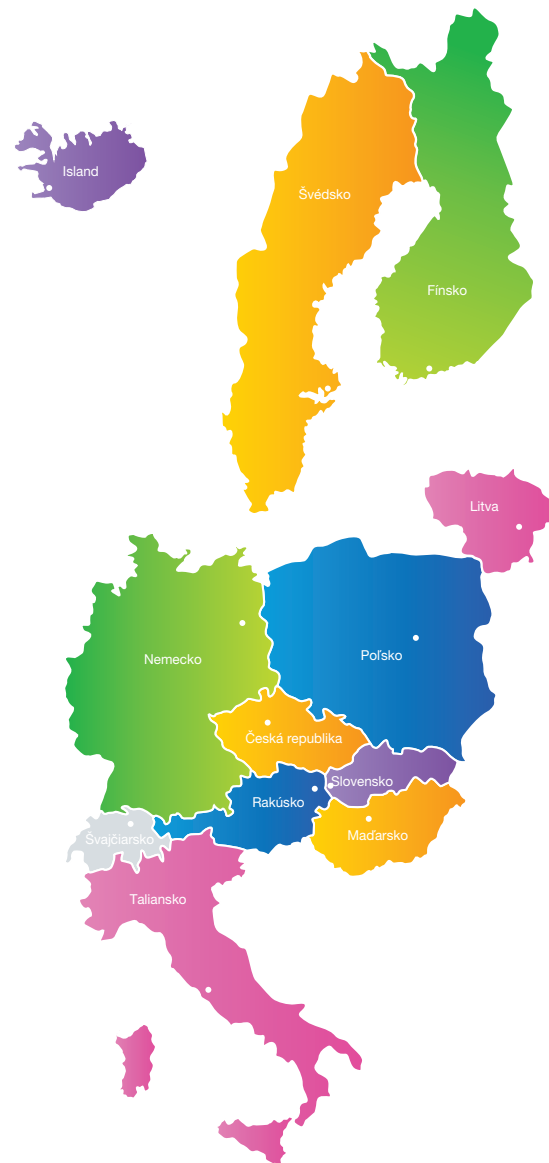 Island
Švédsko
Fínsko
Litva
Nemecko
Poľsko
Česká republika
Slovensko
Rakúsko
Maďarsko
Švajčiarsko
Taliansko